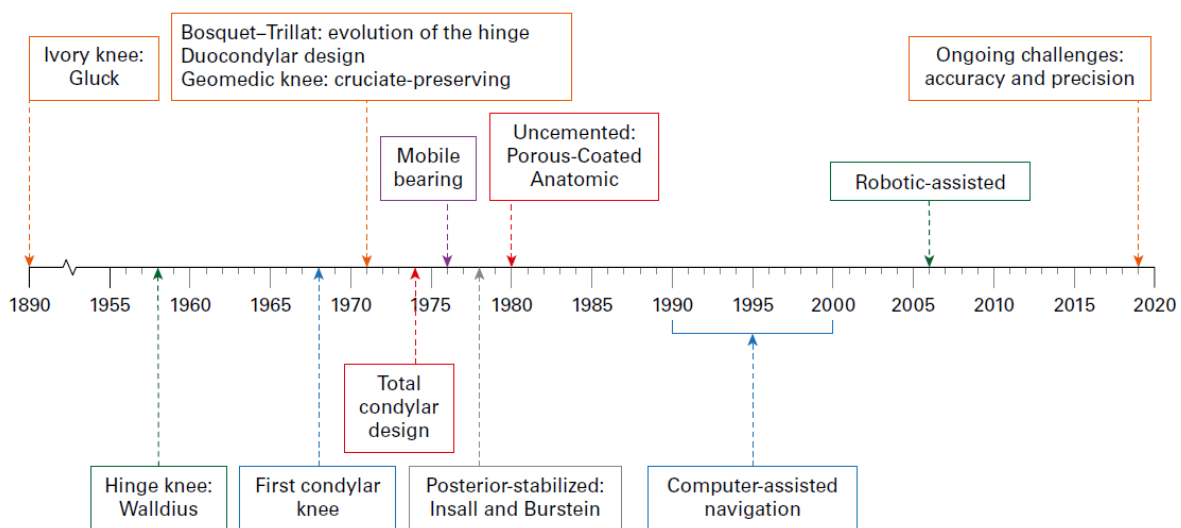 Ivory knee:
Gluck
Bosquet–Trillat: evolution of the hinge
Duocondylar design
Geomedic knee: cruciate-preserving
Ongoing challenges:
accuracy and precision
Mobile
bearing
Uncemented:
Porous-Coated
Anatomic
Robotic-assisted
1890 1955 1960 1965 1970 1975 1980 1985 1990 1995 2000 2005 2010 2015 2020
Total
condylar
design
Hinge knee:
Walldius
First condylar
knee
Posterior-stabilized:
Insall and Burstein
Computer-assisted
navigation